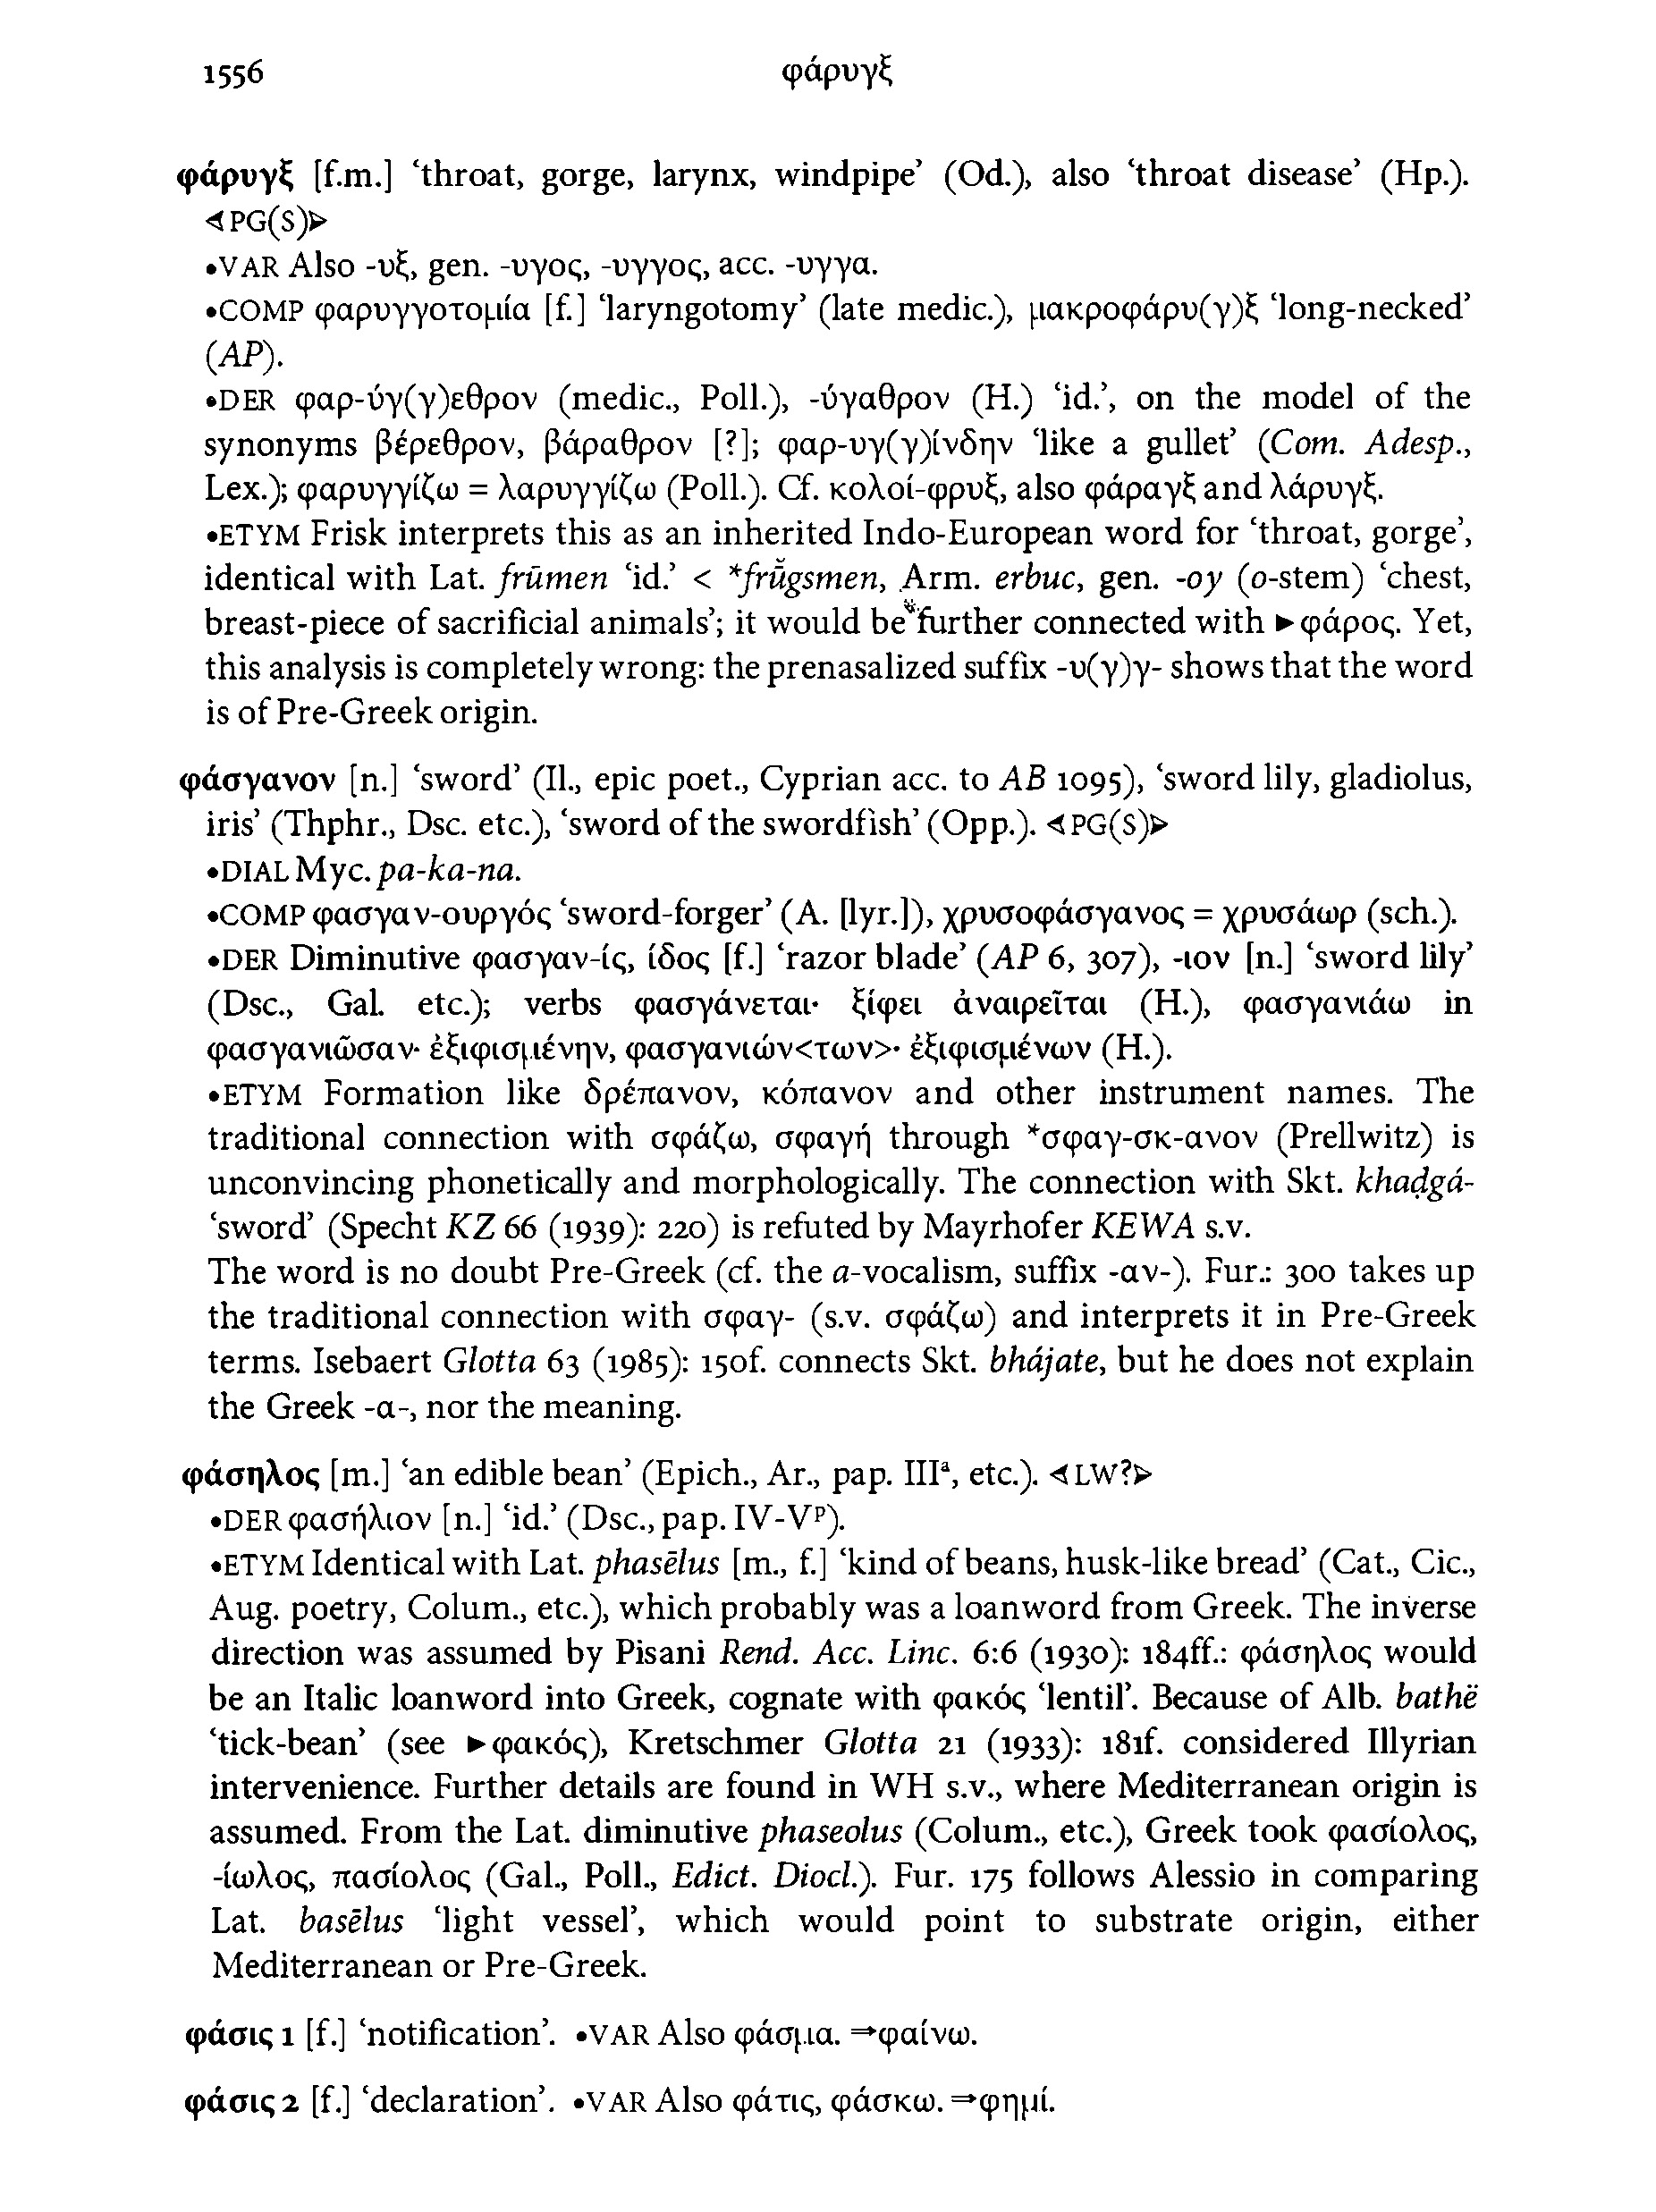 1556 φάρυγξ
φάρυγξ [f.m.] ‘throat, gorge, larynx, windpipe’ (Od.), also ‘throat disease’ (Hp.).
⊲PG(S)⊳
•VAR Also -υξ, gen. -υγος, -υγγος, acc. -υγγα.
•COMP φαρυγγοτομία [f.] ‘laryngotomy’ (late medic.), μακροφάρυ(γ)ξ ‘long-necked’
(AP).
•DER φαρ-ύγ(γ)εθρον (medic., Poll.), -ύγαθρον (H.) ‘id.’, on the model of the
synonyms βέρεθρον, βάραθρον [?]; φαρ-υγ(γ)ίνδην ‘like a gullet’ (Com. Adesp.,
Lex.); φαρυγγίζω = λαρυγγίζω (Poll.). Cf. κολοί-φρυξ, also φάραγξ and λάρυγξ.
•ETYM Frisk interprets this as an inherited Indo-European word for ‘throat, gorge’,
identical with Lat. frūmen ‘id.’ < *frŭgsmen, Arm. erbuc, gen. -oy (o-stem) ‘chest,
breast-piece of sacrificial animals’; it would be further connected with ►φάρος. Yet,
this analysis is completely wrong: the prenasalized suffix -υ(γ)γ- shows that the word
is of Pre-Greek origin.
φάσγανον [n.] ‘sword’ (Il., epic poet., Cyprian acc. to AB 1095), ‘sword lily, gladiolus,
iris’ (Thphr., Dsc. etc.), ‘sword of the swordfish’ (Opp.). ⊲PG(S)⊳
•DIAL Myc. pa-ka-na.
•COMP φασγαν-ουργός ‘sword-forger’ (A. [lyr.]), χρυσοφάσγανος = χρυσάωρ (sch.).
•DER Diminutive φασγαν-ίς, ίδος [f.] ‘razor blade’ (AP 6, 307), -ιον [n.] ‘sword lily’
(Dsc., Gal. etc.); verbs φασγάνεται· ξίφει ἀναιρεῖται (H.), φασγανιάω in
φασγανιῶσαν· ἐξιφισμένην, φασγανιών<των>· ἐξιφισμένων (H.).
•ETYM Formation like δρέπανον, κόπανον and other instrument names. The
traditional connection with σφάζω, σφαγή through *σφαγ-σκ-ανον (Prellwitz) is
unconvincing phonetically and morphologically. The connection with Skt. khaḍgá-
‘sword’ (Specht KZ 66 (1939): 220) is refuted by Mayrhofer KEWA s.v.
The word is no doubt Pre-Greek (cf. the a-vocalism, suffix -αν-). Fur.: 300 takes up
the traditional connection with σφαγ- (s.v. σφάζω) and interprets it in Pre-Greek
terms. Isebaert Glotta 63 (1985): 150f. connects Skt. bhájate, but he does not explain
the Greek -α-, nor the meaning.
φάσηλος [m.] ‘an edible bean’ (Epich., Ar., pap. IIIª, etc.). ⊲LW?⊳
•DER φασήλιον [n.] ‘id.’ (Dsc., pap. IV-Vᵖ).
•ETYM Identical with Lat. phasēlus [m., f.] ‘kind of beans, husk-like bread’ (Cat., Cic.,
Aug. poetry, Colum., etc.), which probably was a loanword from Greek. The inverse
direction was assumed by Pisani Rend. Acc. Linc. 6:6 (1930): 184ff.: φάσηλος would
be an Italic loanword into Greek, cognate with φακός ‘lentil’. Because of Alb. bathë
‘tick-bean’ (see ►φακός), Kretschmer Glotta 21 (1933): 181f. considered Illyrian
intervenience. Further details are found in WH s.v., where Mediterranean origin is
assumed. From the Lat. diminutive phaseolus (Colum., etc.), Greek took φασίολος,
-ίωλος, πασίολος (Gal., Poll., Edict. Diocl.). Fur. 175 follows Alessio in comparing
Lat. basēlus ‘light vessel’, which would point to substrate origin, either
Mediterranean or Pre-Greek.
φάσις 1 [f.] ‘notification’. •VAR Also φάσμα. ⇒φαίνω.
φάσις 2 [f.] ‘declaration’. •VAR Also φάτις, φάσκω. ⇒φημί.